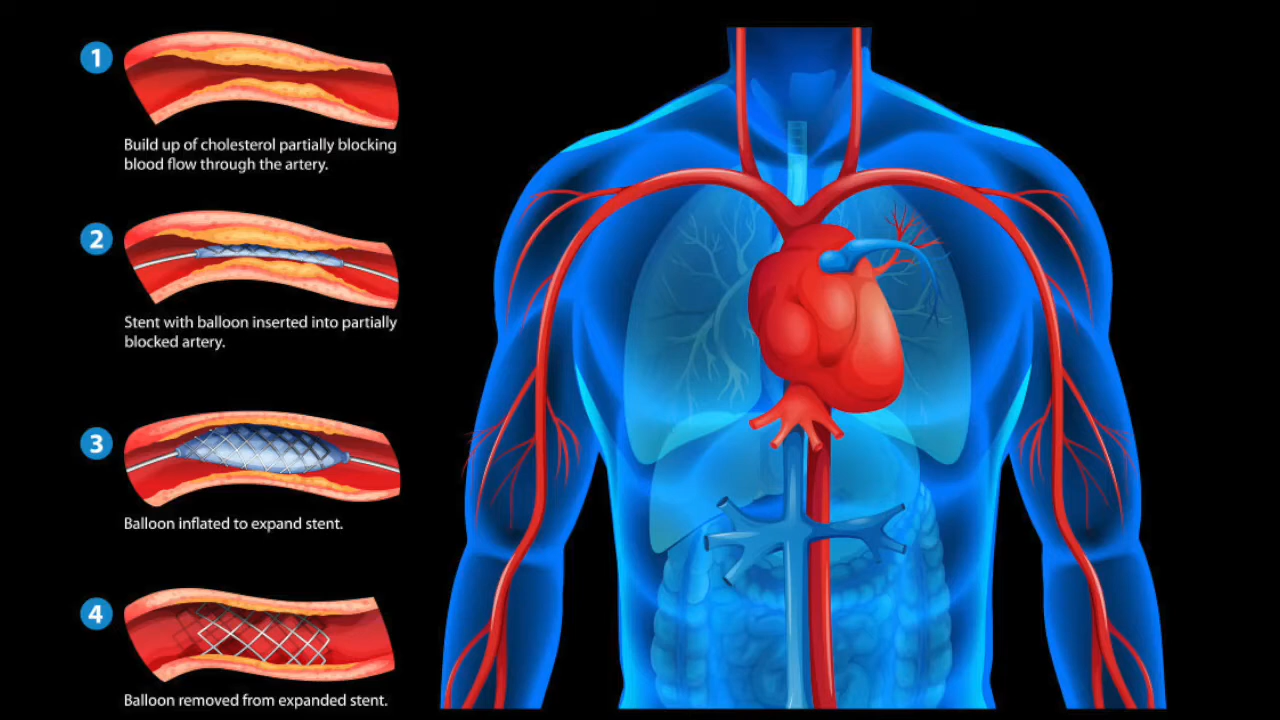 1
Build up of cholesterol partially blocking
blood flow through the artery.
2
Stent with balloon inserted into partially
blocked artery.
3
Balloon inflated to expand stent.
4
Balloon removed from expanded stent.